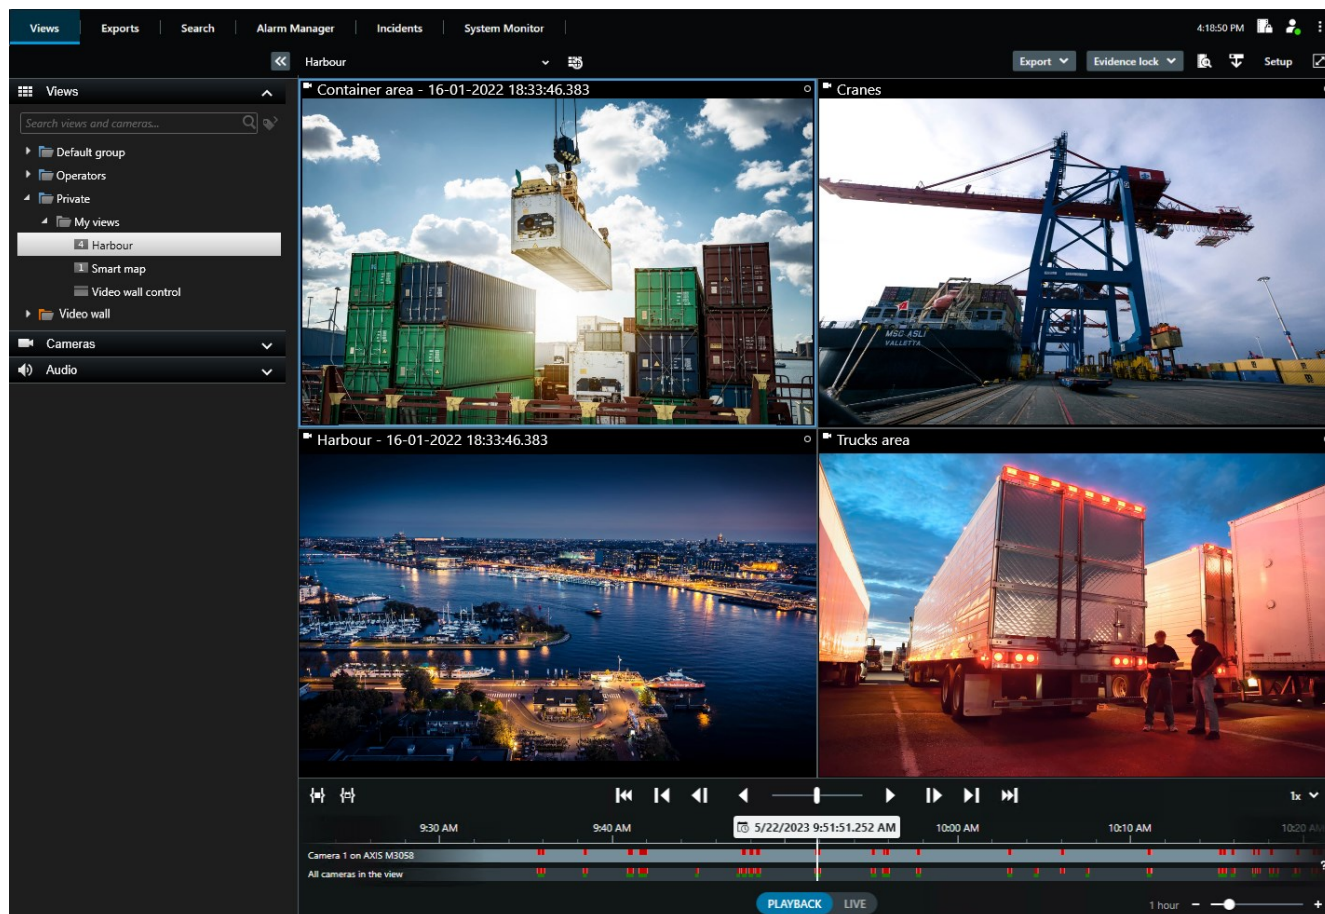 Views Exports Search Alarm Manager Incidents System Monitor 4:18:50 PM
Harbour Export Evidence lock Setup
Views
Search views and cameras...
Default group
Operators
Private
My views
4 Harbour
1 Smart map
Video wall control
Video wall
Cameras
Audio
Container area - 16-01-2022 18:33:46.383
Cranes
MSC ASLI
VALLETTA
Harbour - 16-01-2022 18:33:46.383
Trucks area
1x
9:30 AM 9:40 AM 5/22/2023 9:51:51.252 AM 10:00 AM 10:10 AM 10:20 AM
Camera 1 on AXIS M3058
All cameras in the view
?
PLAYBACK LIVE
1 hour - +